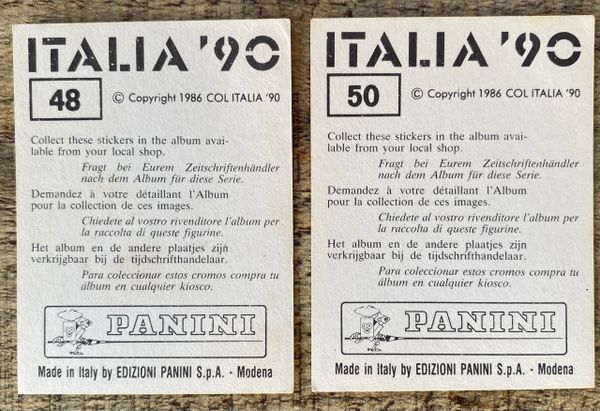 ITALIA '90
48
© Copyright 1986 COL ITALIA '90
Collect these stickers in the album avai-
lable from your local shop.
Fragt bei Eurem Zeitschriftenhändler
nach dem Album für diese Serie.
Demandez à votre détaillant l'Album
pour la collection de ces images.
Chiedete al vostro rivenditore l'album per
la raccolta di queste figurine.
Het album en de andere plaatjes zijn
verkrijgbaar bij de tijdschrifthandelaar.
Para coleccionar estos cromos compra tu
álbum en cualquier kiosco.
PANINI
Made in Italy by EDIZIONI PANINI S.p.A. - Modena
ITALIA '90
50
© Copyright 1986 COL ITALIA '90
Collect these stickers in the album avai-
lable from your local shop.
Fragt bei Eurem Zeitschriftenhändler
nach dem Album für diese Serie.
Demandez à votre détaillant l'Album
pour la collection de ces images.
Chiedete al vostro rivenditore l'album per
la raccolta di queste figurine.
Het album en de andere plaatjes zijn
verkrijgbaar bij de tijdschrifthandelaar.
Para coleccionar estos cromos compra tu
álbum en cualquier kiosco.
PANINI
Made in Italy by EDIZIONI PANINI S.p.A. - Modena